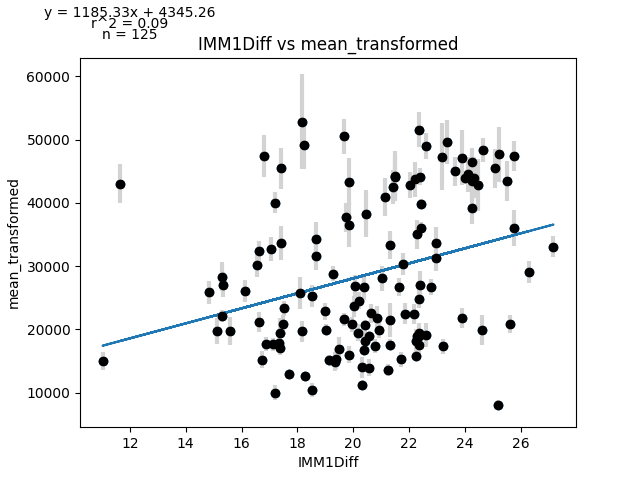 y = 1185.33x + 4345.26
r^2 = 0.09
n = 125
IMM1Diff vs mean_transformed
60000
50000
40000
30000
20000
10000
mean_transformed
12 14 16 18 20 22 24 26
IMM1Diff